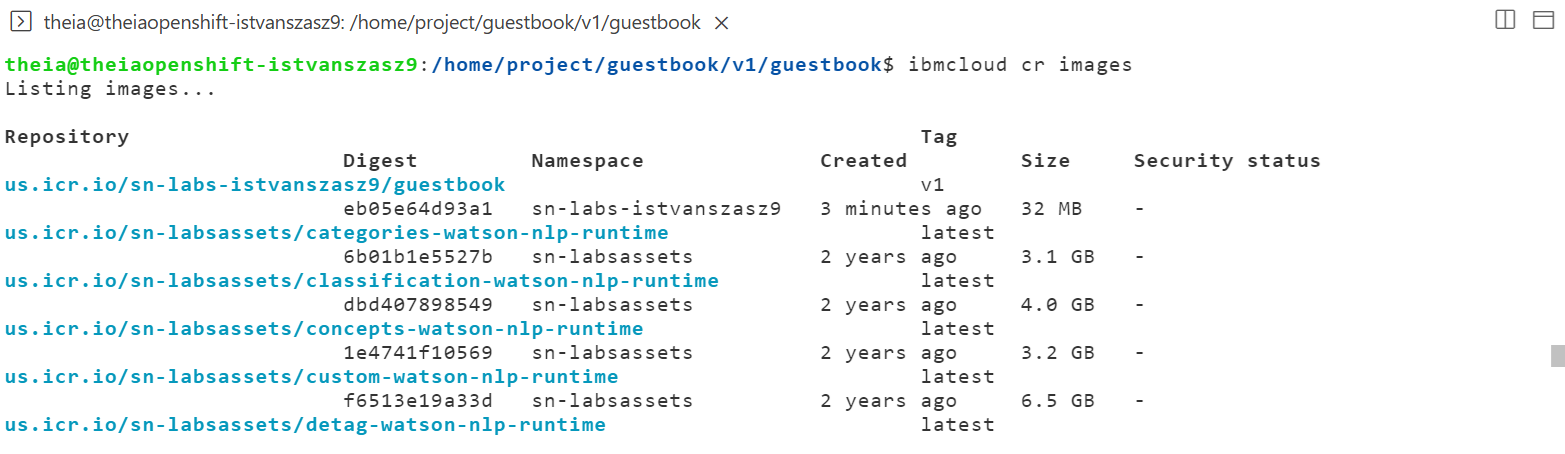 theia@theiaopenshift-istvanszasz9: /home/project/guestbook/v1/guestbook
theia@theiaopenshift-istvanszasz9:/home/project/guestbook/v1/guestbook$ ibmcloud cr images
Listing images...
Repository Tag
Digest Namespace Created Size Security status
us.icr.io/sn-labs-istvanszasz9/guestbook v1
eb05e64d93a1 sn-labs-istvanszasz9 3 minutes ago 32 MB -
us.icr.io/sn-labsassets/categories-watson-nlp-runtime latest
6b01b1e5527b sn-labsassets 2 years ago 3.1 GB -
us.icr.io/sn-labsassets/classification-watson-nlp-runtime latest
dbd407898549 sn-labsassets 2 years ago 4.0 GB -
us.icr.io/sn-labsassets/concepts-watson-nlp-runtime latest
1e4741f10569 sn-labsassets 2 years ago 3.2 GB -
us.icr.io/sn-labsassets/custom-watson-nlp-runtime latest
f6513e19a33d sn-labsassets 2 years ago 6.5 GB -
us.icr.io/sn-labsassets/detag-watson-nlp-runtime latest